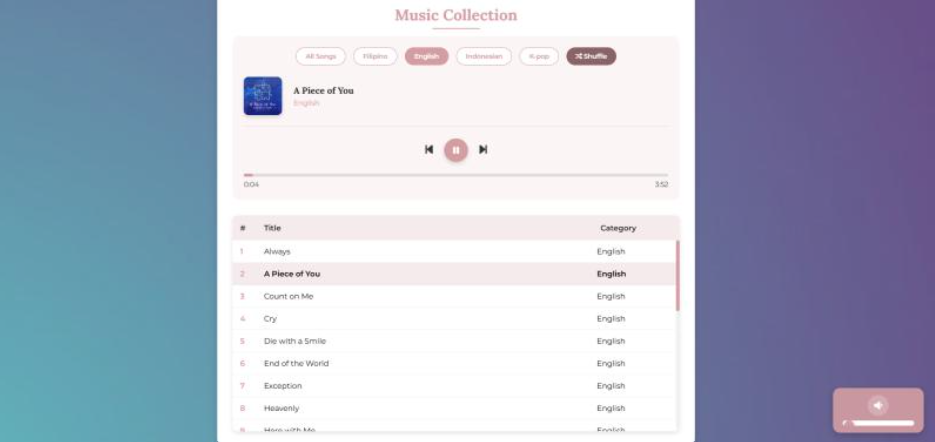 Music Collection
All Songs Filipino English Indonesian K-pop Shuffle
A Piece of You
English
0:04 3:52
# Title Category
1 Always English
2 A Piece of You English
3 Count on Me English
4 Cry English
5 Die with a Smile English
6 End of the World English
7 Exception English
8 Heavenly English
9 Here with Me English